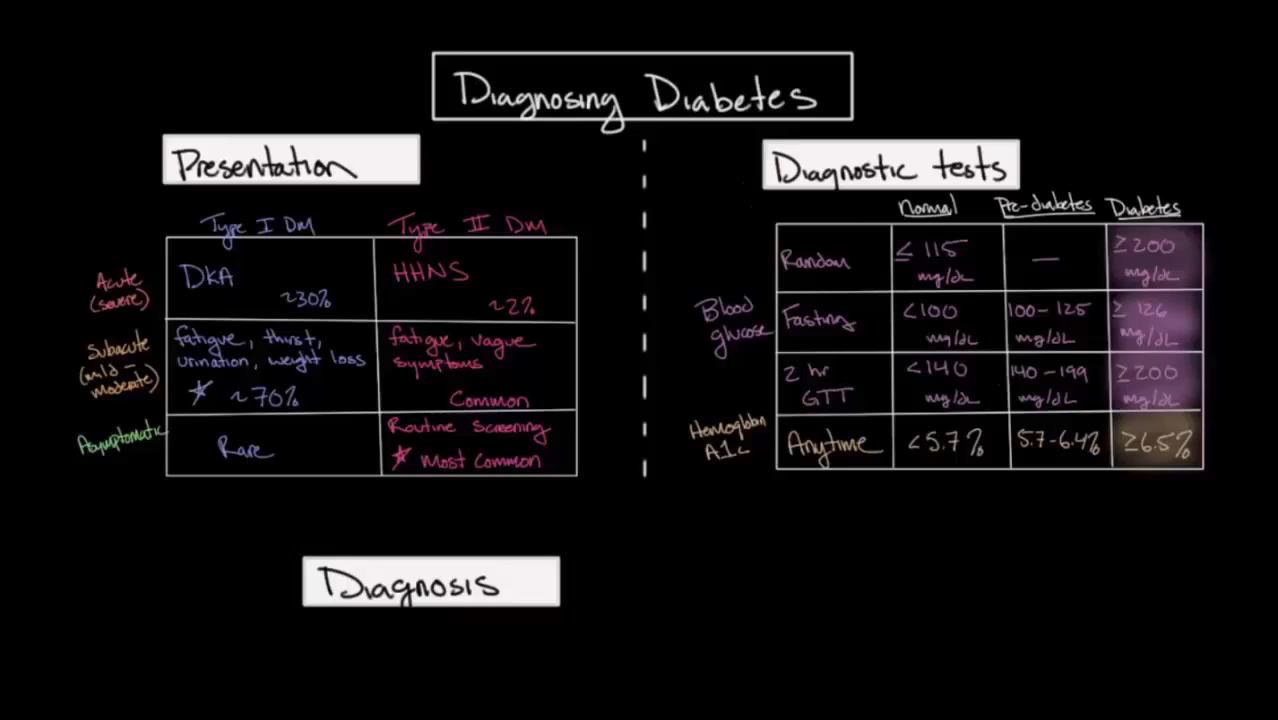 Diagnosing Diabetes
Presentation
Type I DM
Type II DM
Acute
(severe)
DKA
~30%
HHNS
~2%
Subacute
(mild –
moderate)
fatigue, thirst,
urination, weight loss
★ ~70%
fatigue, vague
symptoms
Common
Asymptomatic
Rare
Routine Screening
★ Most Common
Diagnostic tests
Normal
Pre-diabetes
Diabetes
Blood
glucose
Random
≤ 115
mg/dL
—
≥200
mg/dL
Fasting
<100
mg/dL
100–125
mg/dL
≥ 126
mg/dL
2 hr
GTT
<140
mg/dL
140–199
mg/dL
≥200
mg/dL
Hemoglobin
A1c
Anytime
<5.7%
5.7-6.4%
≥6.5%
Diagnosis